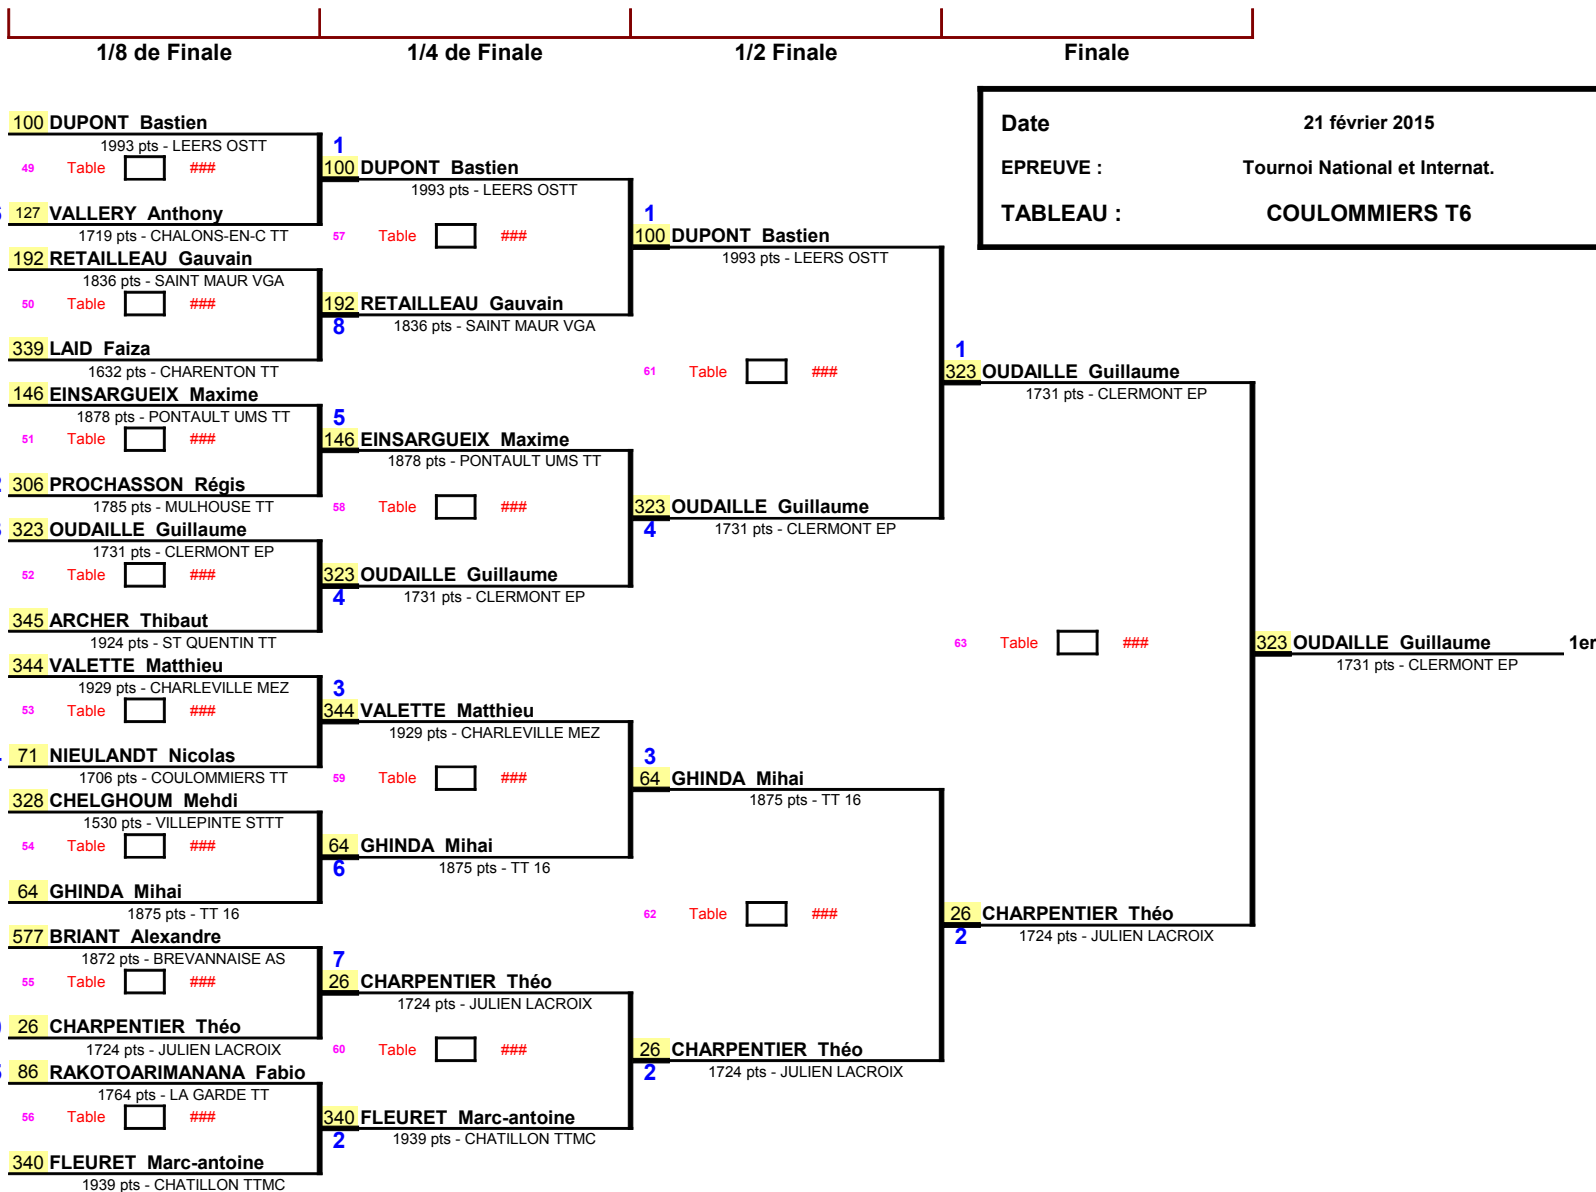 1/8 de Finale 1/4 de Finale 1/2 Finale Finale
Date 21 février 2015
EPREUVE : Tournoi National et Internat.
TABLEAU : COULOMMIERS T6
100 DUPONT Bastien
1993 pts - LEERS OSTT
49 Table ###
127 VALLERY Anthony
1719 pts - CHALONS-EN-C TT
192 RETAILLEAU Gauvain
1836 pts - SAINT MAUR VGA
50 Table ###
339 LAID Faiza
1632 pts - CHARENTON TT
146 EINSARGUEIX Maxime
1878 pts - PONTAULT UMS TT
51 Table ###
306 PROCHASSON Régis
1785 pts - MULHOUSE TT
323 OUDAILLE Guillaume
1731 pts - CLERMONT EP
52 Table ###
345 ARCHER Thibaut
1924 pts - ST QUENTIN TT
344 VALETTE Matthieu
1929 pts - CHARLEVILLE MEZ
53 Table ###
71 NIEULANDT Nicolas
1706 pts - COULOMMIERS TT
328 CHELGHOUM Mehdi
1530 pts - VILLEPINTE STTT
54 Table ###
64 GHINDA Mihai
1875 pts - TT 16
577 BRIANT Alexandre
1872 pts - BREVANNAISE AS
55 Table ###
26 CHARPENTIER Théo
1724 pts - JULIEN LACROIX
86 RAKOTOARIMANANA Fabio
1764 pts - LA GARDE TT
56 Table ###
340 FLEURET Marc-antoine
1939 pts - CHATILLON TTMC
1
100 DUPONT Bastien
1993 pts - LEERS OSTT
57 Table ###
192 RETAILLEAU Gauvain
8
1836 pts - SAINT MAUR VGA
5
146 EINSARGUEIX Maxime
1878 pts - PONTAULT UMS TT
58 Table ###
323 OUDAILLE Guillaume
4
1731 pts - CLERMONT EP
3
344 VALETTE Matthieu
1929 pts - CHARLEVILLE MEZ
59 Table ###
64 GHINDA Mihai
6
1875 pts - TT 16
7
26 CHARPENTIER Théo
1724 pts - JULIEN LACROIX
60 Table ###
340 FLEURET Marc-antoine
2
1939 pts - CHATILLON TTMC
1
100 DUPONT Bastien
1993 pts - LEERS OSTT
61 Table ###
323 OUDAILLE Guillaume
4
1731 pts - CLERMONT EP
3
64 GHINDA Mihai
1875 pts - TT 16
62 Table ###
26 CHARPENTIER Théo
2
1724 pts - JULIEN LACROIX
1
323 OUDAILLE Guillaume
1731 pts - CLERMONT EP
63 Table ###
26 CHARPENTIER Théo
2
1724 pts - JULIEN LACROIX
323 OUDAILLE Guillaume 1er
1731 pts - CLERMONT EP